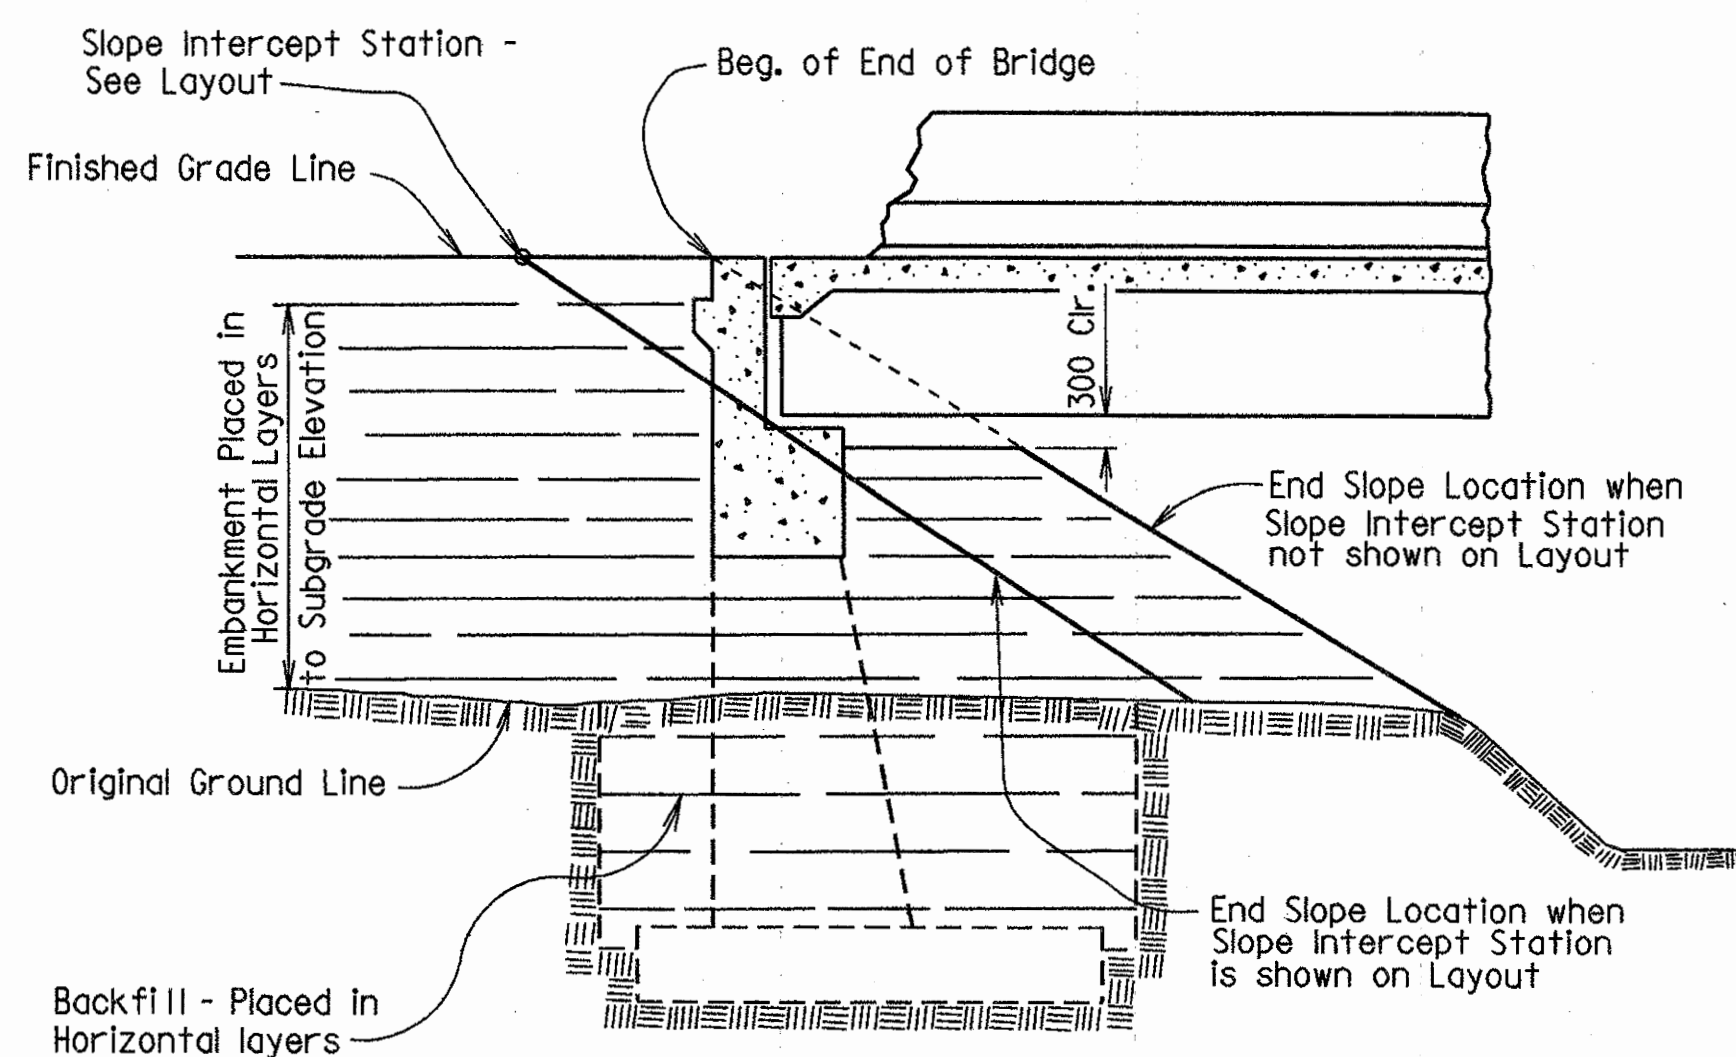 Slope Intercept Station -
See Layout
Beg. of End of Bridge
Finished Grade Line
300 Clr.
Embankment Placed in
Horizontal Layers
to Subgrade Elevation
End Slope Location when
Slope Intercept Station
not shown on Layout
Original Ground Line
End Slope Location when
Slope Intercept Station
is shown on Layout
Backfill - Placed in
Horizontal layers